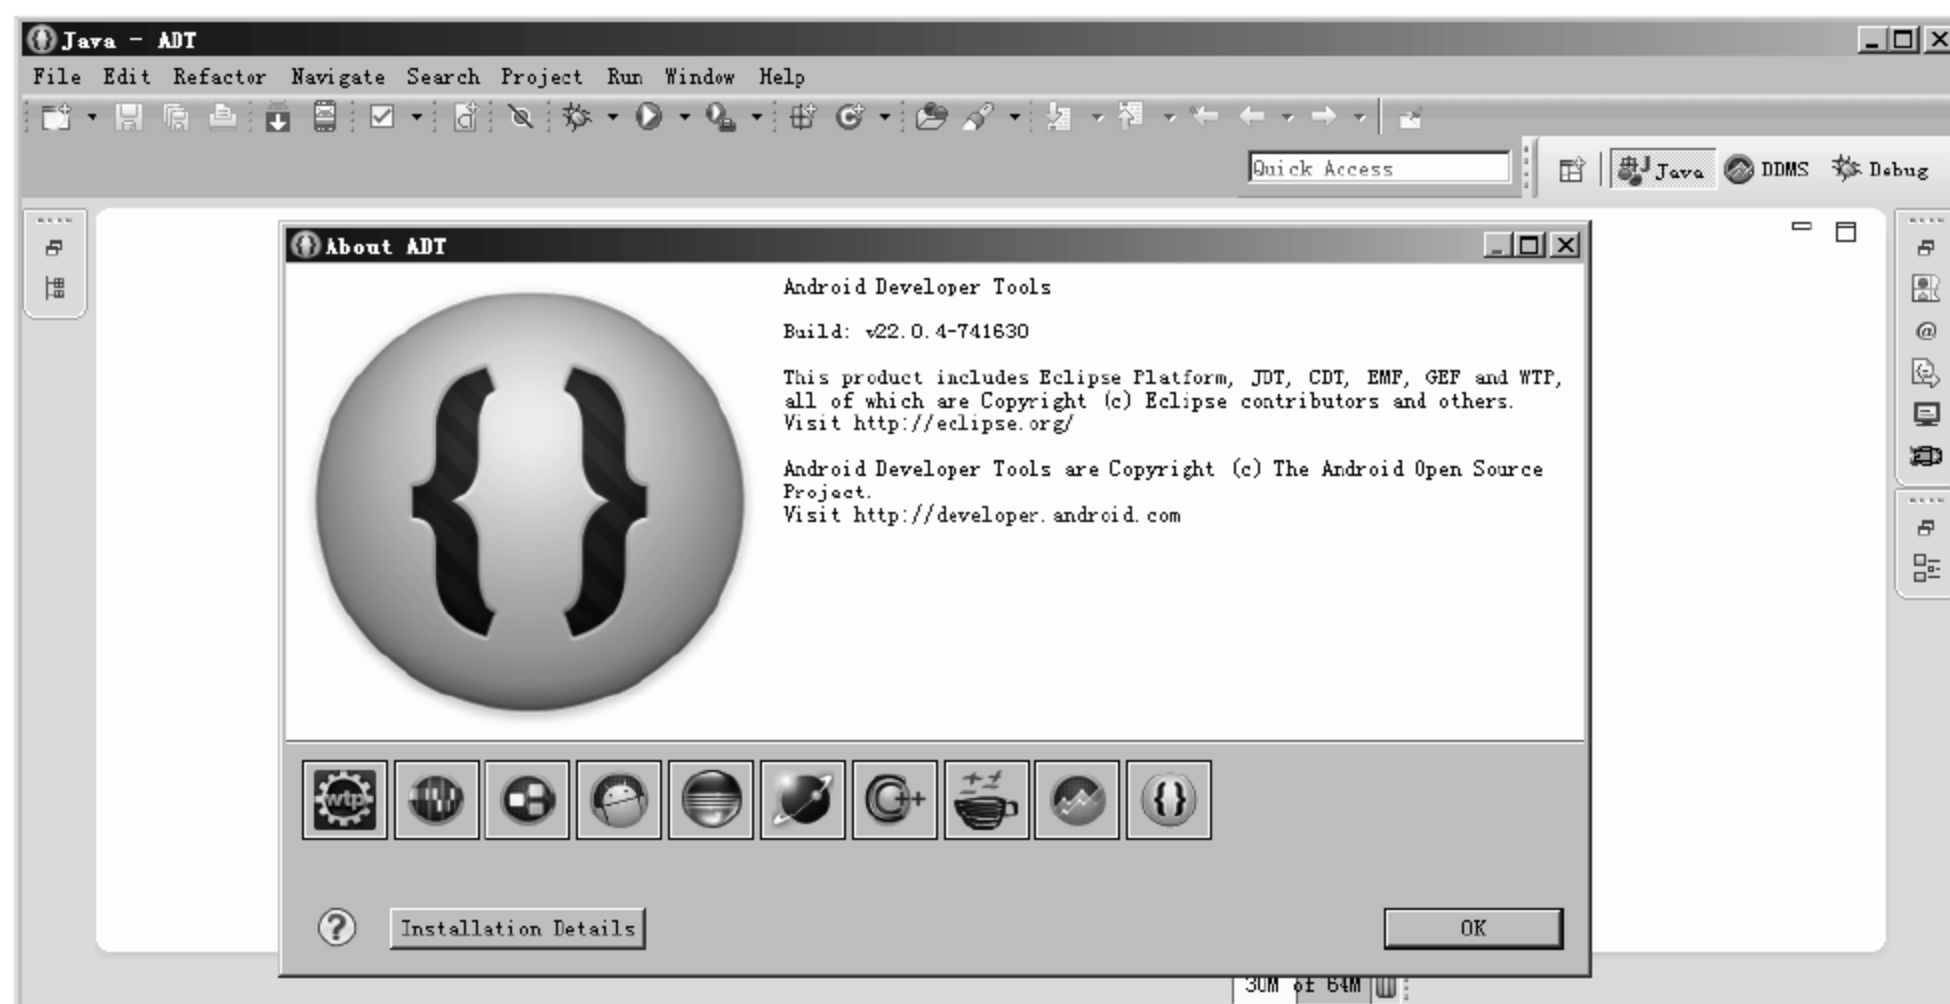 Java - ADT
File Edit Refactor Navigate Search Project Run Window Help
Quick Access
Java DDMS Debug
About ADT
Android Developer Tools
Build: v22.0.4-741630
This product includes Eclipse Platform, JDT, CDT, EMF, GEF and WTP,
all of which are Copyright (c) Eclipse contributors and others.
Visit http://eclipse.org/
Android Developer Tools are Copyright (c) The Android Open Source
Project.
Visit http://developer.android.com
wtp
C++
Installation Details
OK
30M of 64M